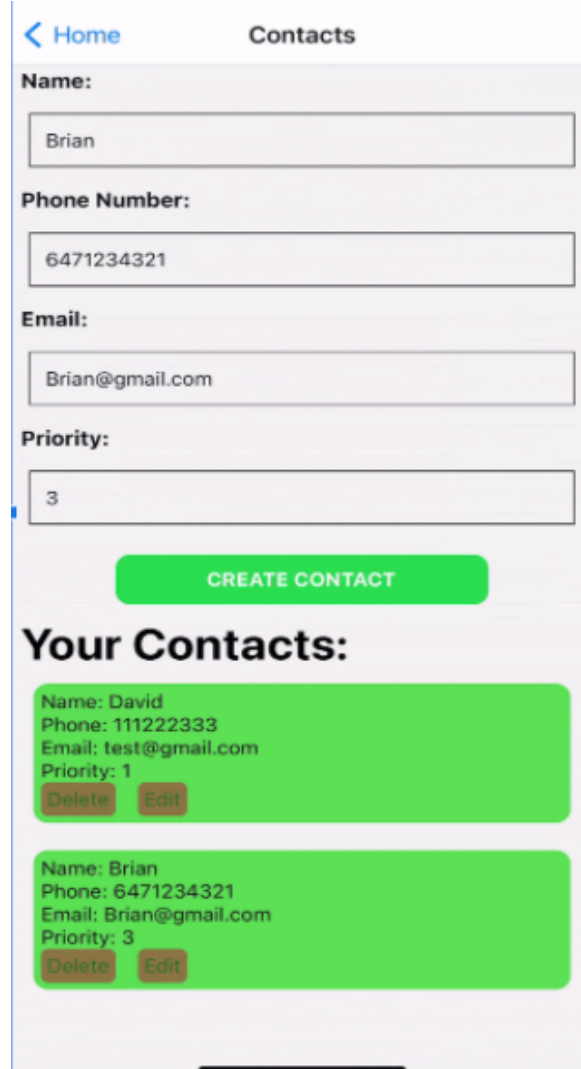 Home Contacts
Name:
Brian
Phone Number:
6471234321
Email:
Brian@gmail.com
Priority:
3
CREATE CONTACT
Your Contacts:
Name: David
Phone: 111222333
Email: test@gmail.com
Priority: 1
Delete Edit
Name: Brian
Phone: 6471234321
Email: Brian@gmail.com
Priority: 3
Delete Edit